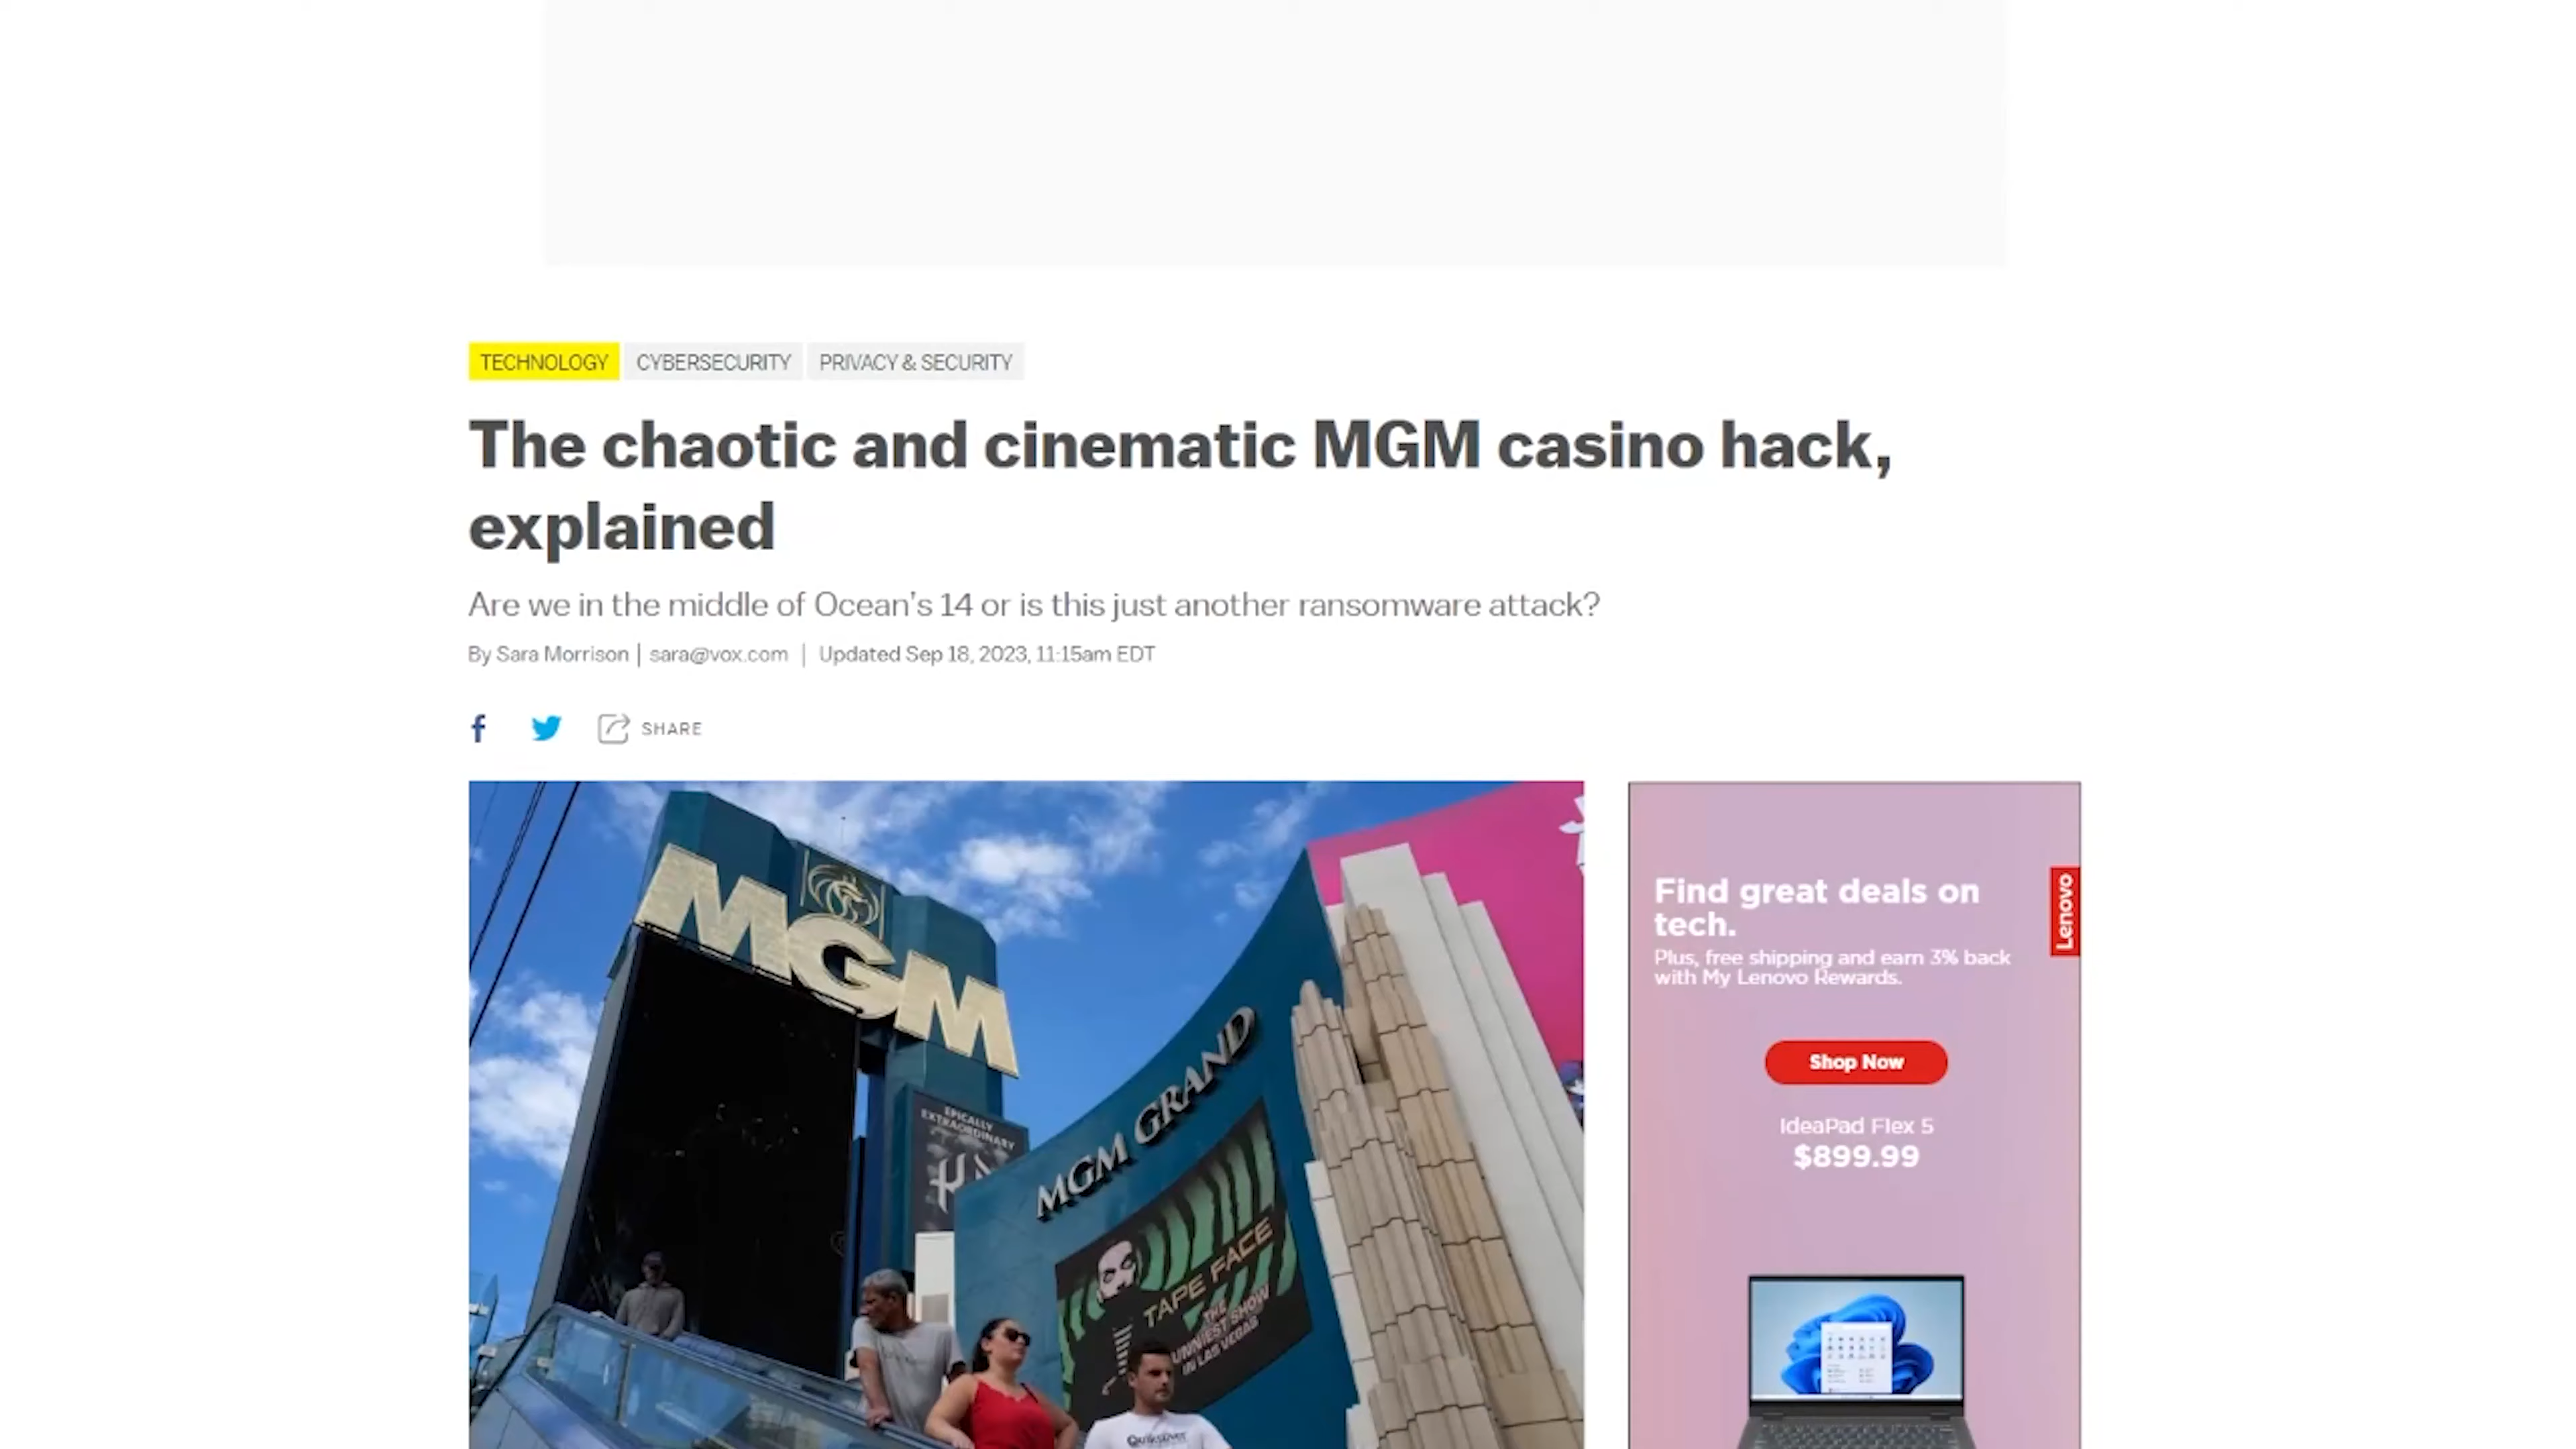 TECHNOLOGY CYBERSECURITY PRIVACY & SECURITY
The chaotic and cinematic MGM casino hack,
explained
Are we in the middle of Ocean's 14 or is this just another ransomware attack?
By Sara Morrison | sara@vox.com | Updated Sep 18, 2023, 11:15am EDT
f SHARE
MGM
EPICALLY
EXTRAORDINARY
MGM GRAND
TAPE FACE
THE
FUNNIEST SHOW
IN LAS VEGAS
Quiksilver
Find great deals on
tech.
Lenovo
Plus, free shipping and earn 3% back
with My Lenovo Rewards.
Shop Now
IdeaPad Flex 5
$899.99